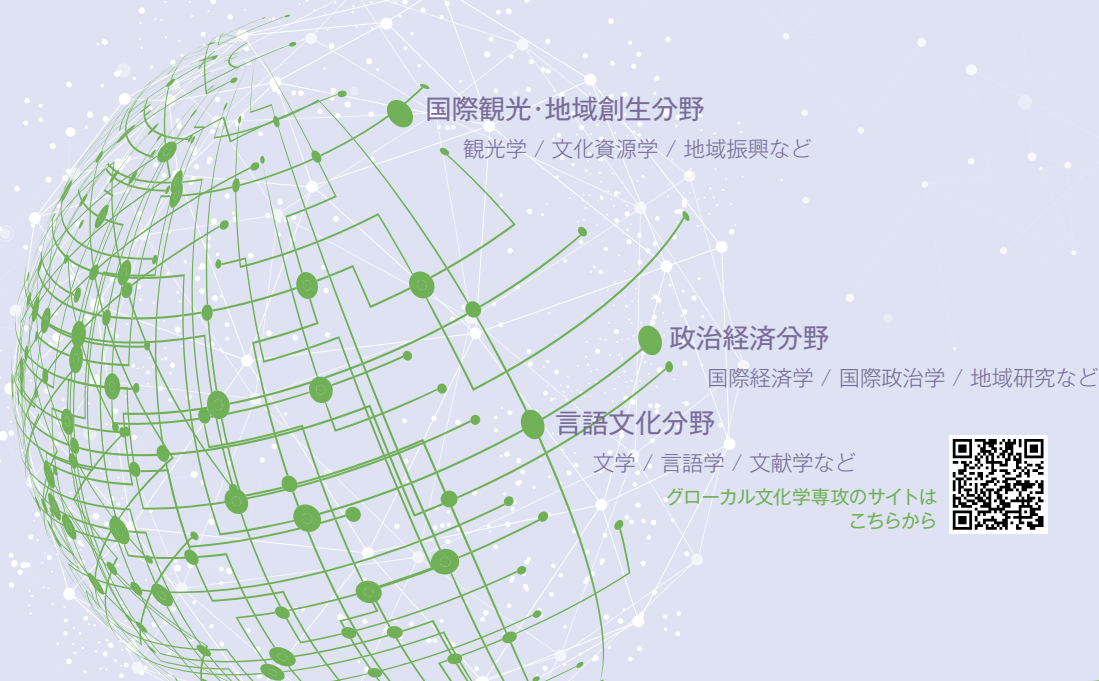 国際観光·地域創生分野
観光学 / 文化資源学 / 地域振興など
政治経済分野
国際経済学 / 国際政治学 / 地域研究など
言語文化分野
文学 / 言語学 / 文献学など
グローカル文化学専攻のサイトは
こちらから